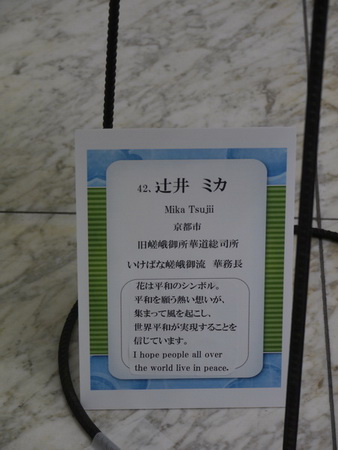 42. 辻井 ミカ
Mika Tsujii
京都市
旧嵯峨御所華道総司所
いけばな嵯峨御流 華務長
花は平和のシンボル。
平和を願う熱い想いが、
集まって風を起こし、
世界平和が実現することを
信じています。
I hope people all over
the world live in peace.